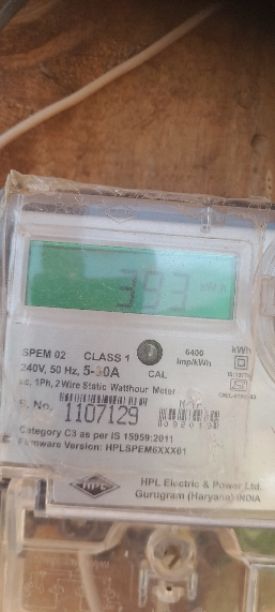 393
SPEM 02 CLASS 1 6400 kWh
240V, 50 Hz, 5-30A CAL imp/kWh
ac, 1Ph, 2 Wire Static Watthour Meter
S. No. 1107129
Category C3 as per IS 15959:2011
Firmware Version: HPLSPEM6XXX01
HPL
HPL Electric & Power Ltd.
Gurugram (Haryana) INDIA